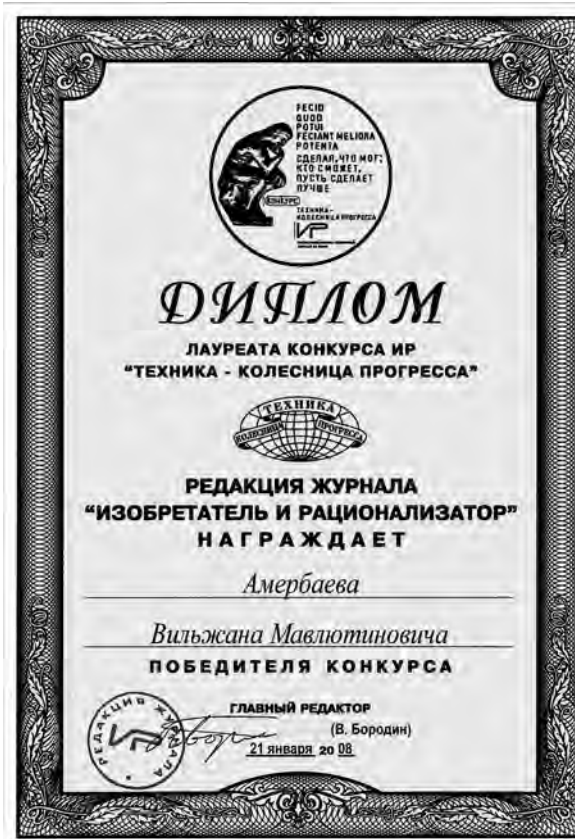 FECID
QUOD
POTUI
FECIANT MELIORA
POTENTA
СДЕЛАЛ, ЧТО МОГ;
КТО СМОЖЕТ,
ПУСТЬ СДЕЛАЕТ
ЛУЧШЕ
КОНКУРС
ТЕХНИКА -
КОЛЕСНИЦА ПРОГРЕССА
ИР
ДИПЛОМ
ЛАУРЕАТА КОНКУРСА ИР
"ТЕХНИКА - КОЛЕСНИЦА ПРОГРЕССА"
ТЕХНИКА
КОЛЕСНИЦА ПРОГРЕССА
РЕДАКЦИЯ ЖУРНАЛА
“ИЗОБРЕТАТЕЛЬ И РАЦИОНАЛИЗАТОР”
НАГРАЖДАЕТ
Амербаева
Вильжана Мавлютиновича
ПОБЕДИТЕЛЯ КОНКУРСА
РЕДАКЦИЯ ЖУРНАЛА
ИР
ГЛАВНЫЙ РЕДАКТОР
(В. Бородин)
21 января 20 08